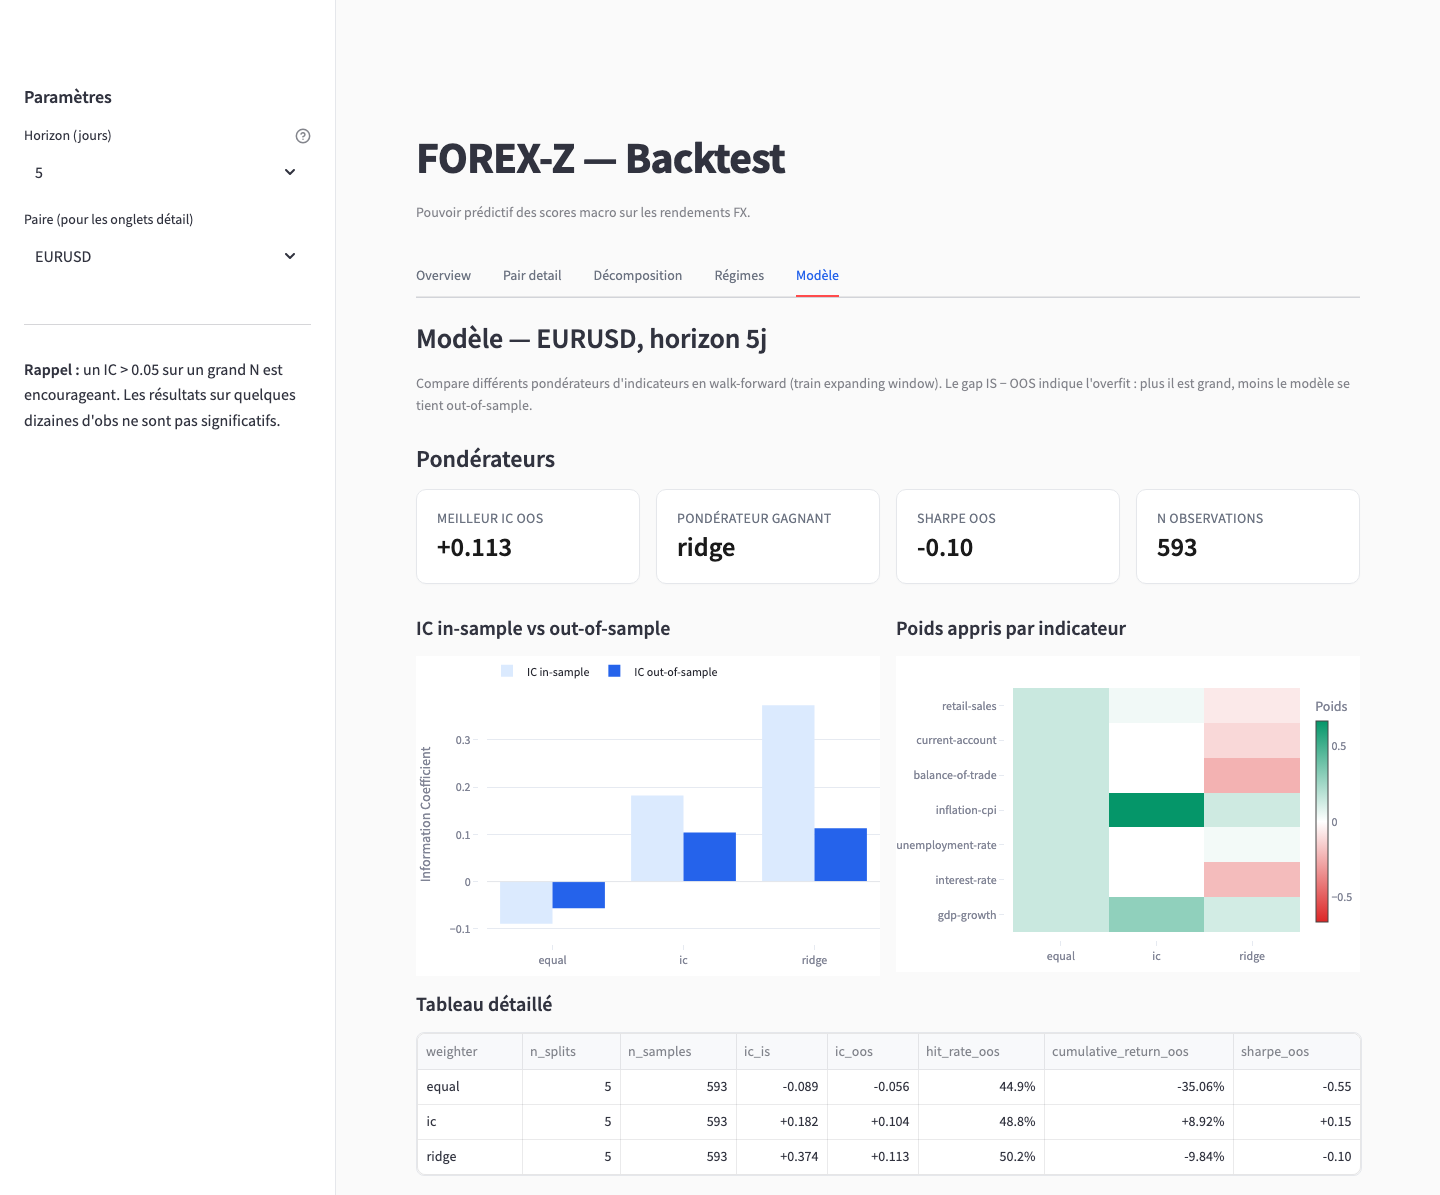 Paramètres
Horizon (jours)
5
Paire (pour les onglets détail)
EURUSD
Rappel : un IC > 0.05 sur un grand N est
encourageant. Les résultats sur quelques
dizaines d'obs ne sont pas significatifs.
FOREX-Z — Backtest
Pouvoir prédictif des scores macro sur les rendements FX.
Overview Pair detail Décomposition Régimes Modèle
Modèle — EURUSD, horizon 5j
Compare différents pondérateurs d'indicateurs en walk-forward (train expanding window). Le gap IS − OOS indique l'overfit : plus il est grand, moins le modèle se
tient out-of-sample.
Pondérateurs
MEILLEUR IC OOS
+0.113
PONDÉRATEUR GAGNANT
ridge
SHARPE OOS
-0.10
N OBSERVATIONS
593
IC in-sample vs out-of-sample
IC in-sample IC out-of-sample
Information Coefficient
0.3
0.2
0.1
0
−0.1
equal ic ridge
Poids appris par indicateur
retail-sales
current-account
balance-of-trade
inflation-cpi
unemployment-rate
interest-rate
gdp-growth
equal ic ridge
Poids
0.5
0
−0.5
Tableau détaillé
weighter n_splits n_samples ic_is ic_oos hit_rate_oos cumulative_return_oos sharpe_oos
equal 5 593 -0.089 -0.056 44.9% -35.06% -0.55
ic 5 593 +0.182 +0.104 48.8% +8.92% +0.15
ridge 5 593 +0.374 +0.113 50.2% -9.84% -0.10